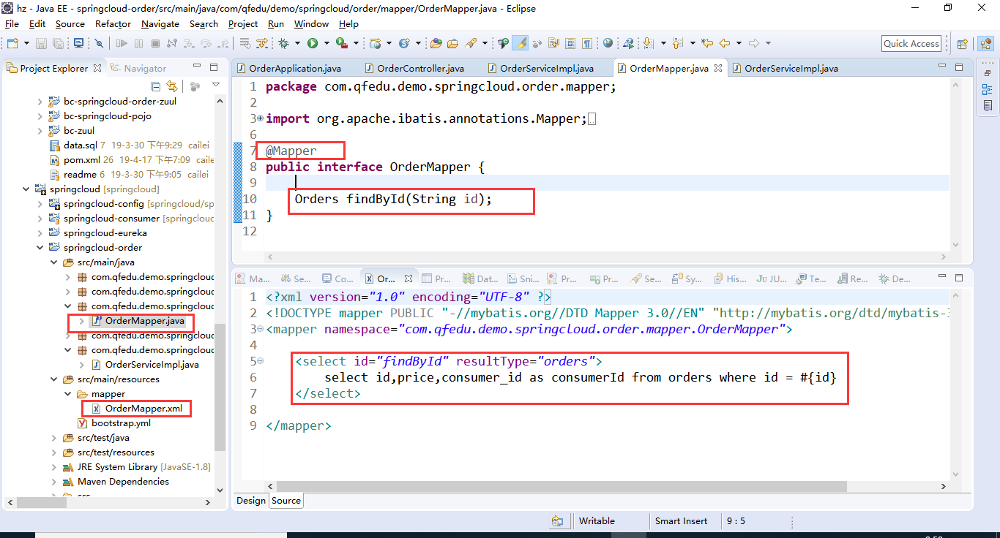 hz - Java EE - springcloud-order/src/main/java/com/qfedu/demo/springcloud/order/mapper/OrderMapper.java - Eclipse
File Edit Source Refactor Navigate Search Project Run Window Help
Quick Access
Project Explorer Navigator
bc-springcloud-order-zuul
bc-springcloud-pojo
bc-zuul
data.sql 7 19-3-30 下午9:29 cailei
pom.xml 26 19-4-17 下午7:09 caile
readme 6 19-3-30 下午9:05 cailei
springcloud [springcloud]
springcloud-config [springcloud/sp
springcloud-consumer [springcloud
springcloud-eureka
springcloud-order
src/main/java
com.qfedu.demo.springcloud
com.qfedu.demo.springcloud
com.qfedu.demo.springcloud
OrderMapper.java
com.qfedu.demo.springcloud
com.qfedu.demo.springcloud
OrderServiceImpl.java
src/main/resources
mapper
OrderMapper.xml
bootstrap.yml
src/test/java
src/test/resources
JRE System Library [JavaSE-1.8]
Maven Dependencies
src
OrderApplication.java OrderController.java OrderServiceImpl.java OrderMapper.java OrderServiceImpl.java
1 package com.qfedu.demo.springcloud.order.mapper;
2
3 import org.apache.ibatis.annotations.Mapper;
6
7 @Mapper
8 public interface OrderMapper {
9
10 Orders findById(String id);
11 }
12
Ma... Se... Co... Or... Pr... Dat... Sni... Pr... Pr... Se... Sy... His... JU JU... Te... Re... De...
1 <?xml version="1.0" encoding="UTF-8" ?>
2 <!DOCTYPE mapper PUBLIC "-//mybatis.org//DTD Mapper 3.0//EN" "http://mybatis.org/dtd/mybatis-3
3 <mapper namespace="com.qfedu.demo.springcloud.order.mapper.OrderMapper">
4
5 <select id="findById" resultType="orders">
6 select id,price,consumer_id as consumerId from orders where id = #{id}
7 </select>
8
9 </mapper>
Design Source
Writable Smart Insert 9 : 5